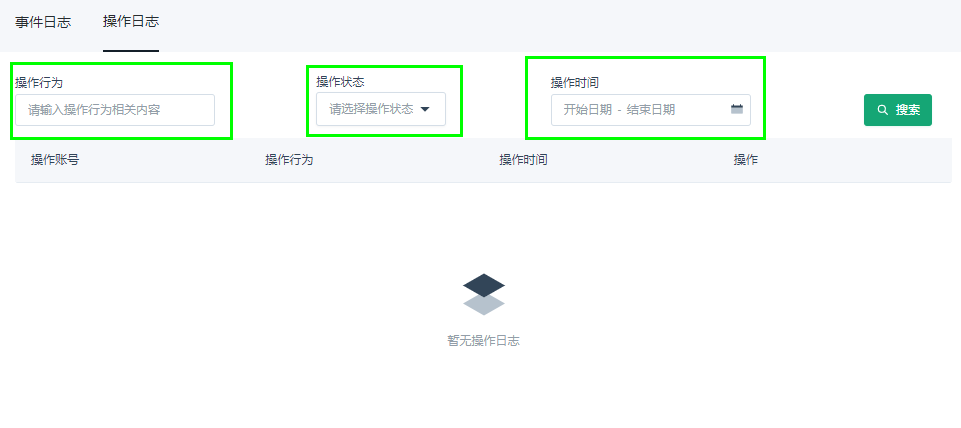 事件日志 操作日志
操作行为 操作状态 操作时间
请输入操作行为相关内容 请选择操作状态 开始日期 - 结束日期 搜索
操作账号 操作行为 操作时间 操作
暂无操作日志